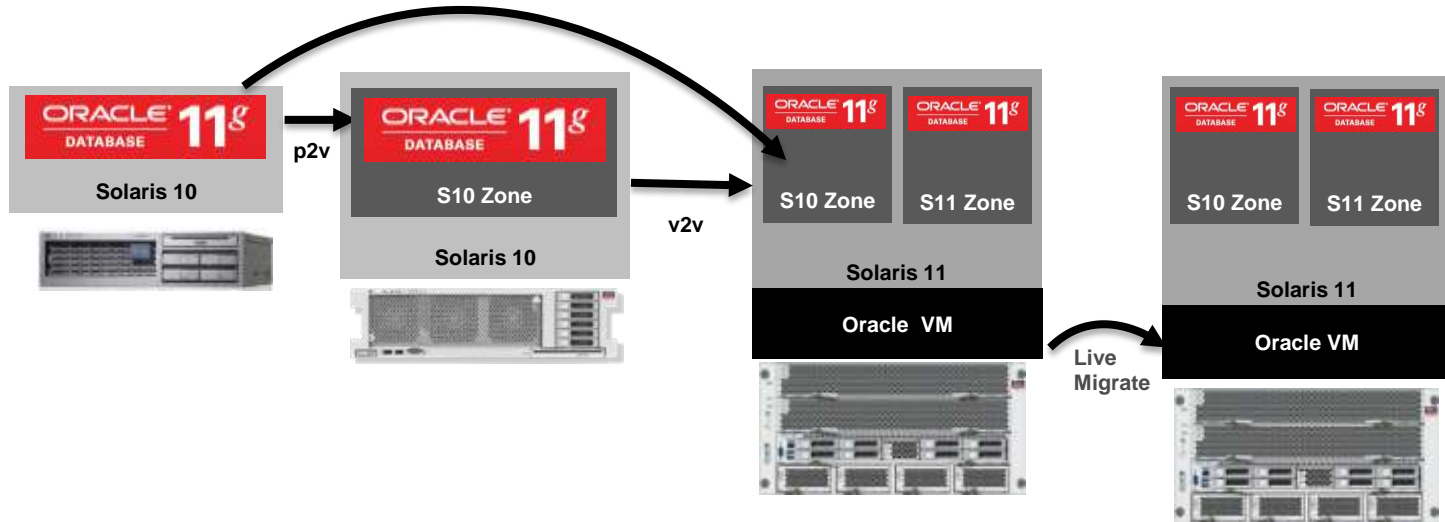 ORACLE DATABASE 11g
Solaris 10
p2v
ORACLE DATABASE 11g
S10 Zone
Solaris 10
v2v
ORACLE DATABASE 11g
S10 Zone
ORACLE DATABASE 11g
S11 Zone
Solaris 11
Oracle VM
Live
Migrate
ORACLE DATABASE 11g
S10 Zone
ORACLE DATABASE 11g
S11 Zone
Solaris 11
Oracle VM